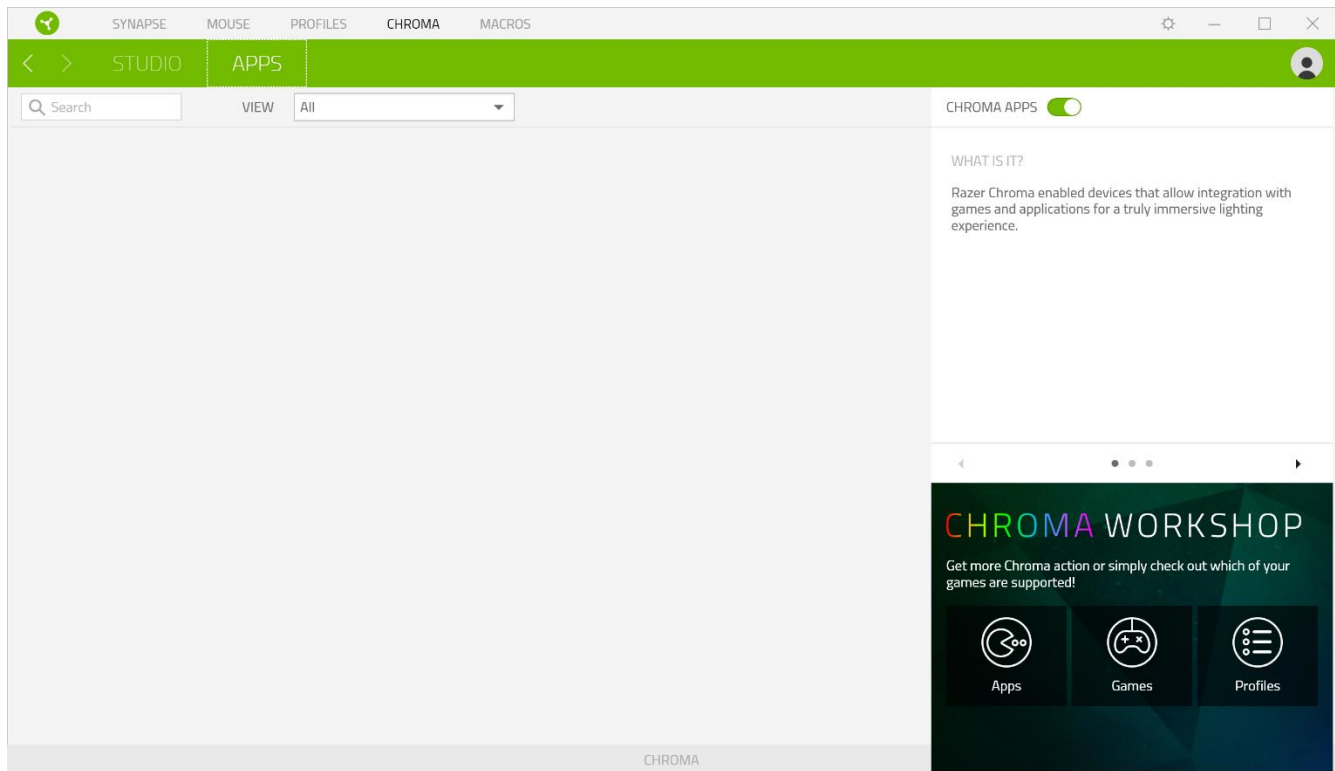 SYNAPSE MOUSE PROFILES CHROMA MACROS
STUDIO APPS
Search VIEW All CHROMA APPS
WHAT IS IT?
Razer Chroma enabled devices that allow integration with
games and applications for a truly immersive lighting
experience.
CHROMA WORKSHOP
Get more Chroma action or simply check out which of your
games are supported!
Apps Games Profiles
CHROMA